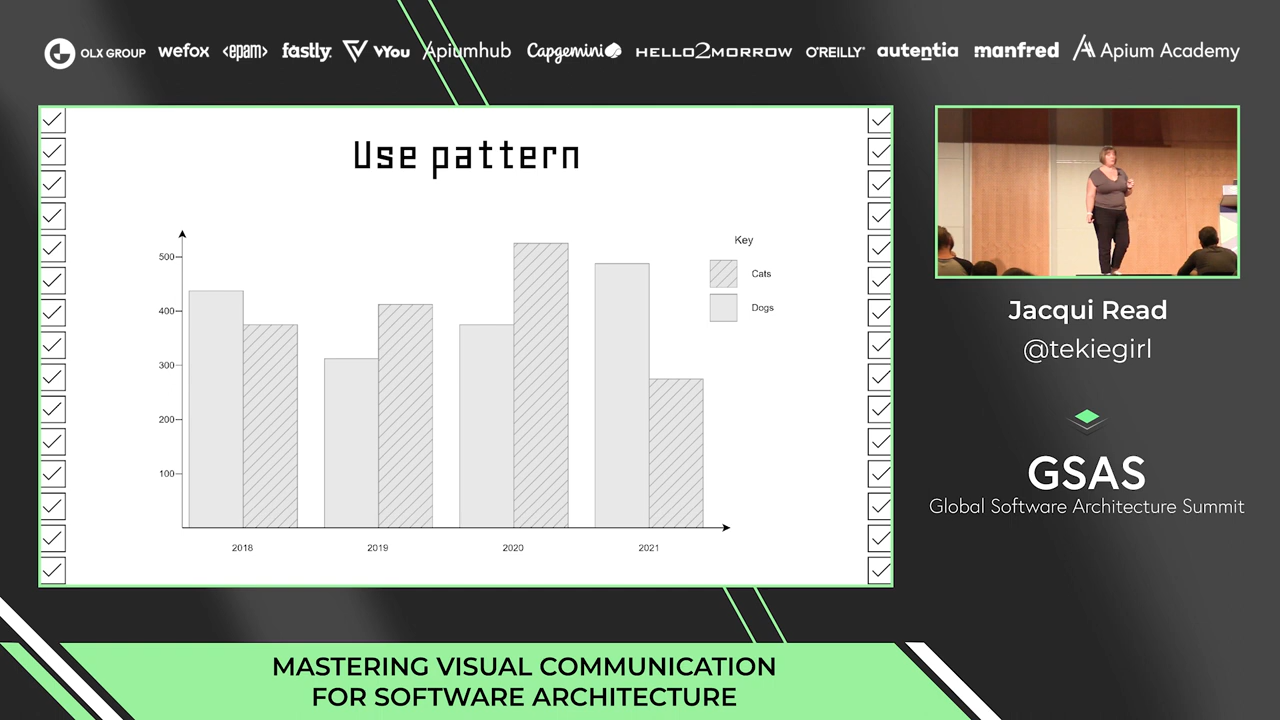 OLX GROUP wefox <epam> fastly. VYou Apiumhub Capgemini HELLO2MORROW O'REILLY® autentia manfred Apium Academy
Use pattern
500
400
300
200
100
2018 2019 2020 2021
Key
Cats
Dogs
Jacqui Read
@tekiegirl
GSAS
Global Software Architecture Summit
MASTERING VISUAL COMMUNICATION
FOR SOFTWARE ARCHITECTURE